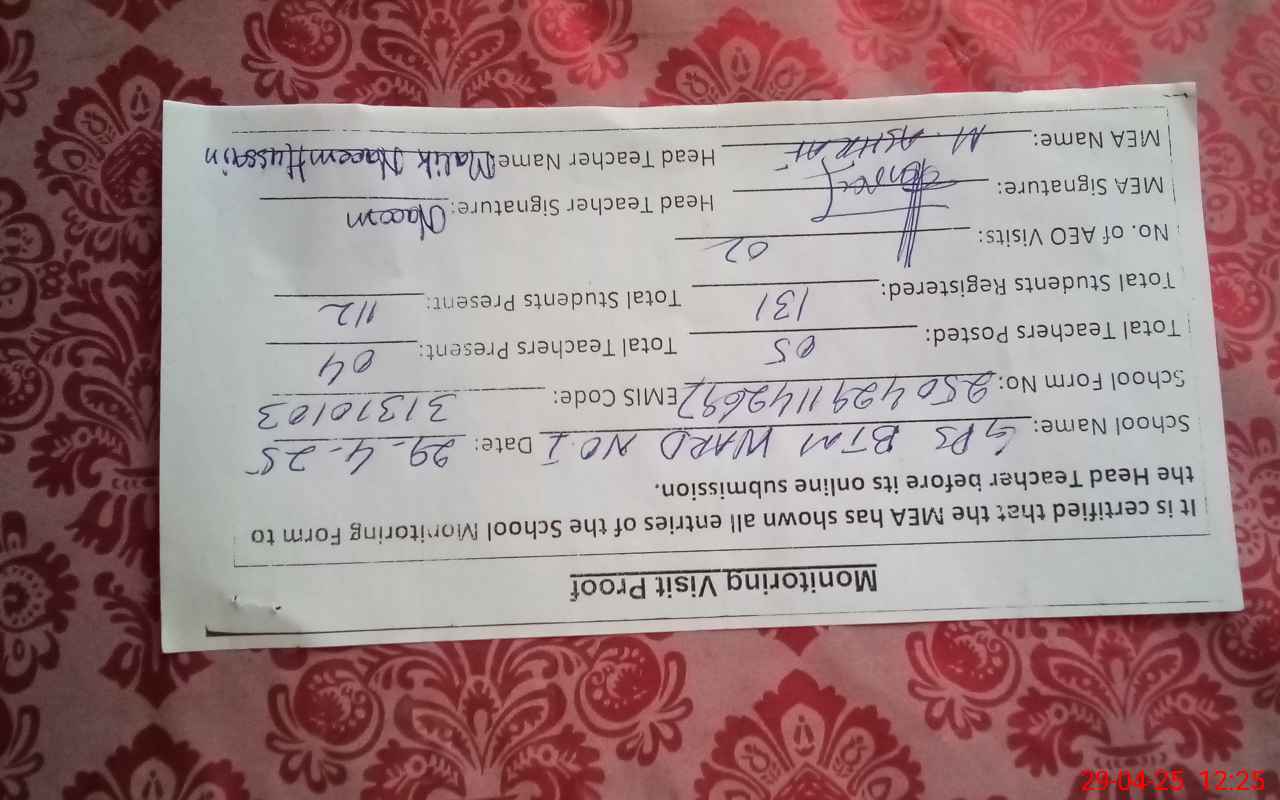 Monitoring Visit Proof
It is certified that the MEA has shown all entries of the School Monitoring Form to
the Head Teacher before its online submission.
School Name: GPS BTM WARD NO.I Date: 29-4-25
School Form No: EMIS Code: 31310103
Total Teachers Posted: 05 Total Teachers Present: 04
Total Students Registered: 131 Total Students Present: 112
No. of AEO Visits: 02
MEA Signature: Head Teacher Signature: Naeem
MEA Name: M. ASHRAF Head Teacher Name Malik Naeem Hussain
29-04-25 12:25